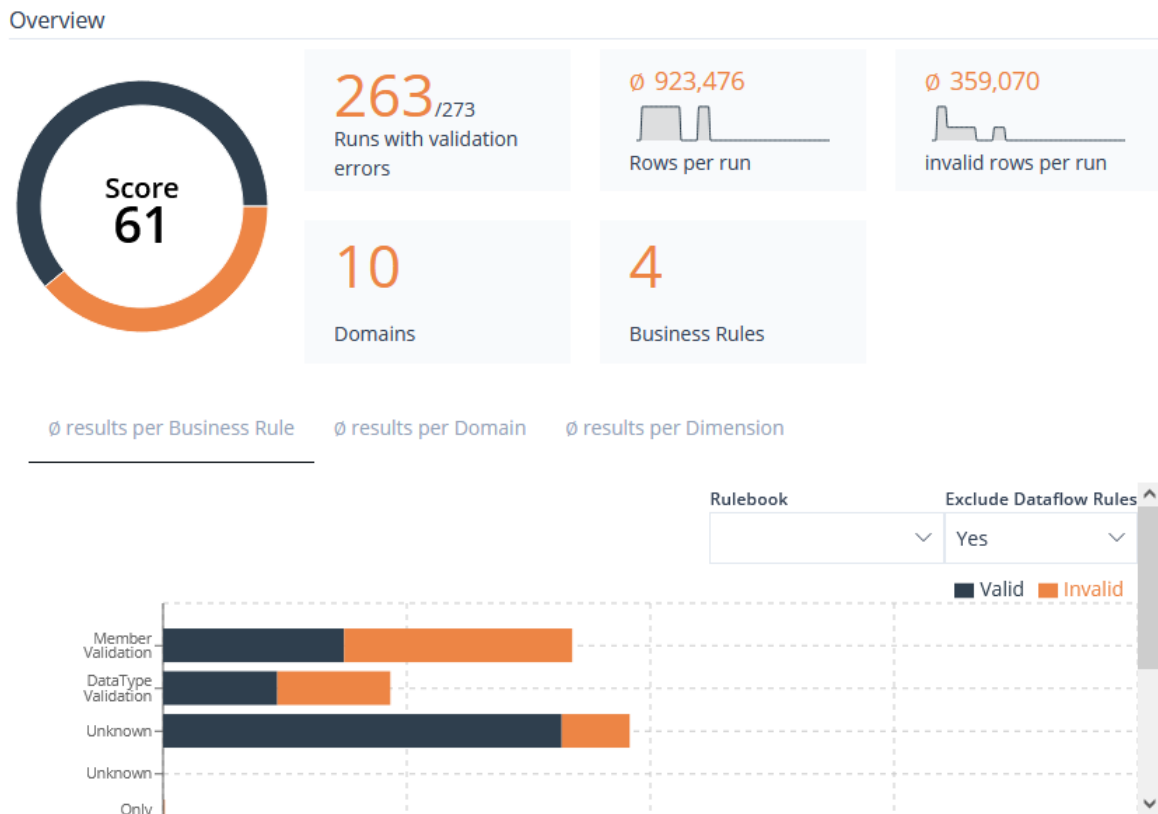 Overview
Score
61
263/273
Runs with validation
errors
Ø 923,476
Rows per run
Ø 359,070
invalid rows per run
10
Domains
4
Business Rules
Ø results per Business Rule
Ø results per Domain
Ø results per Dimension
Rulebook
Exclude Dataflow Rules
Yes
Valid
Invalid
Member
Validation
DataType
Validation
Unknown
Unknown
Only